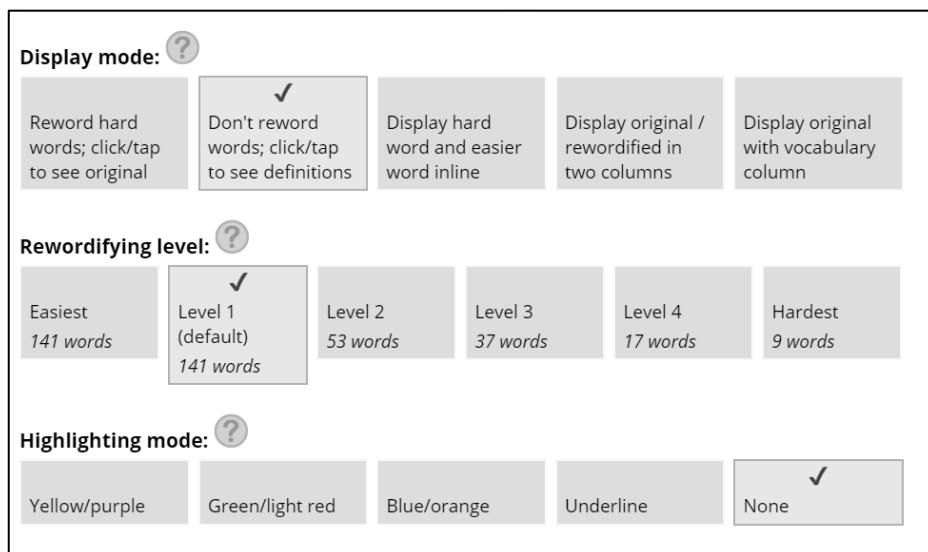 Display mode: ?
✓
Reword hard
words; click/tap
to see original
Don't reword
words; click/tap
to see definitions
Display hard
word and easier
word inline
Display original /
rewordified in
two columns
Display original
with vocabulary
column
Rewordifying level: ?
✓
Easiest
141 words
Level 1
(default)
141 words
Level 2
53 words
Level 3
37 words
Level 4
17 words
Hardest
9 words
Highlighting mode: ?
✓
Yellow/purple
Green/light red
Blue/orange
Underline
None